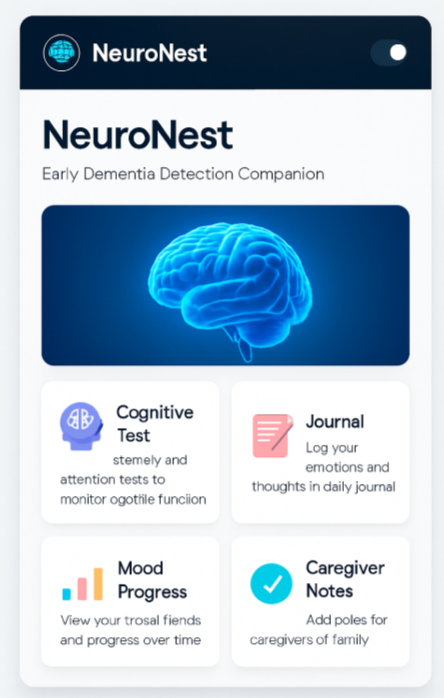 NeuroNest
NeuroNest
Early Dementia Detection Companion
Cognitive
Test
stemely and
attention tests to
monitor ogothle funciion
Journal
Log your
emotions and
thoughts in daily journal
Mood
Progress
View your trosal fiends
and progress over time
Caregiver
Notes
Add poles for
caregivers of family